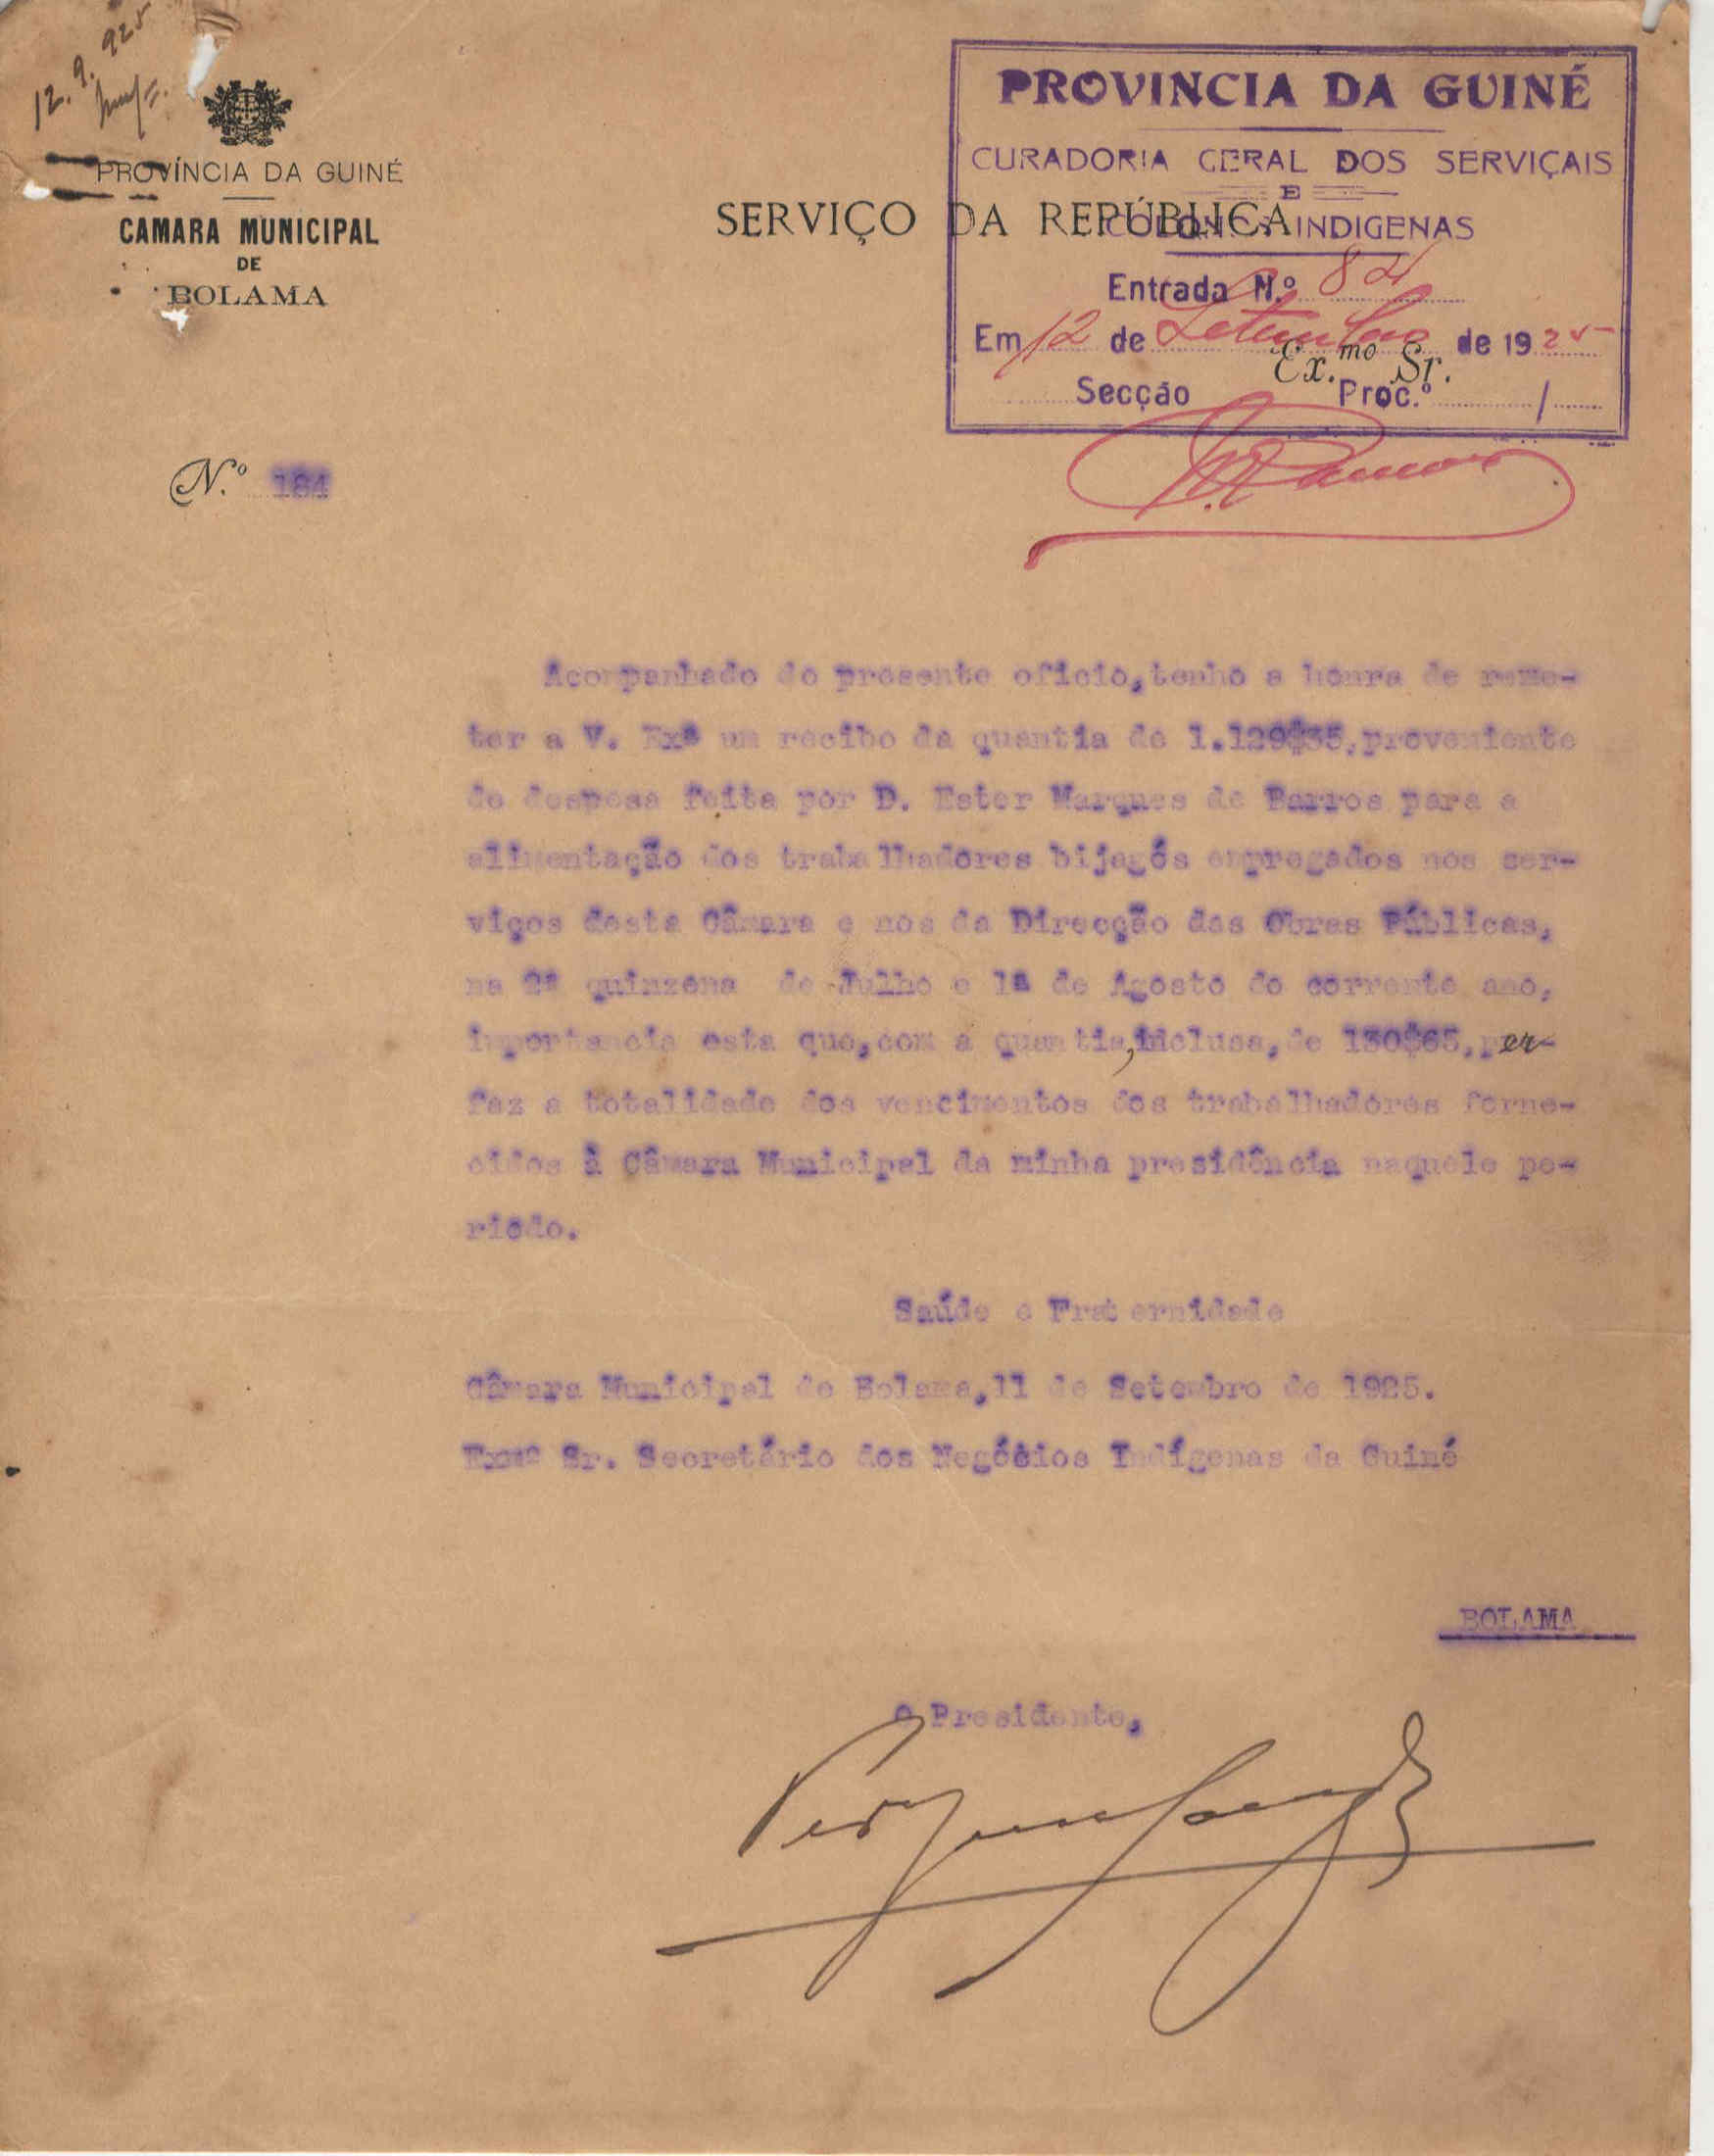 12.9.925
PROVÍNCIA DA GUINÉ
CAMARA MUNICIPAL
DE
BOLAMA
SERVIÇO DA REPÚBLICA
PROVINCIA DA GUINÉ
CURADORIA GERAL DOS SERVIÇAIS
E
COLONOS INDIGENAS
Entrada N.º 84
Em 12 de Setembro de 1925
Ex.mo Sr.
Secção Proc.º /
Ramos
N.º 184
Acompanhado do presente oficio,tenho a honra de reme-
ter a V. Exª um recibo da quantia de 1.129$35,proveniente
de despesa feita por D. Ester Marques de Barros para a
alimentação dos trabalhadores bijagós empregados nos ser-
viços desta Câmara e nos da Direcção das Obras Públicas,
na 2ª quinzena de Julho e 1ª de Agosto do corrente ano,
importancia esta que,com a quantia,inclusa,de 130$65,per-
faz a totalidade dos vencimentos dos trabalhadores forne-
cidos à Câmara Municipal da minha presidência naquele pe-
riodo.
Saúde e Fraternidade
Câmara Municipal de Bolama,11 de Setembro de 1925.
Exmº Sr. Secretário dos Negócios Indígenas da Guiné
BOLAMA
O Presidente,